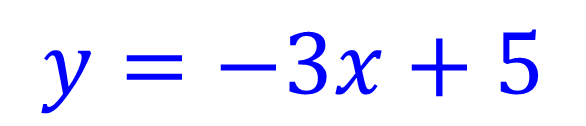 y = −3x + 5